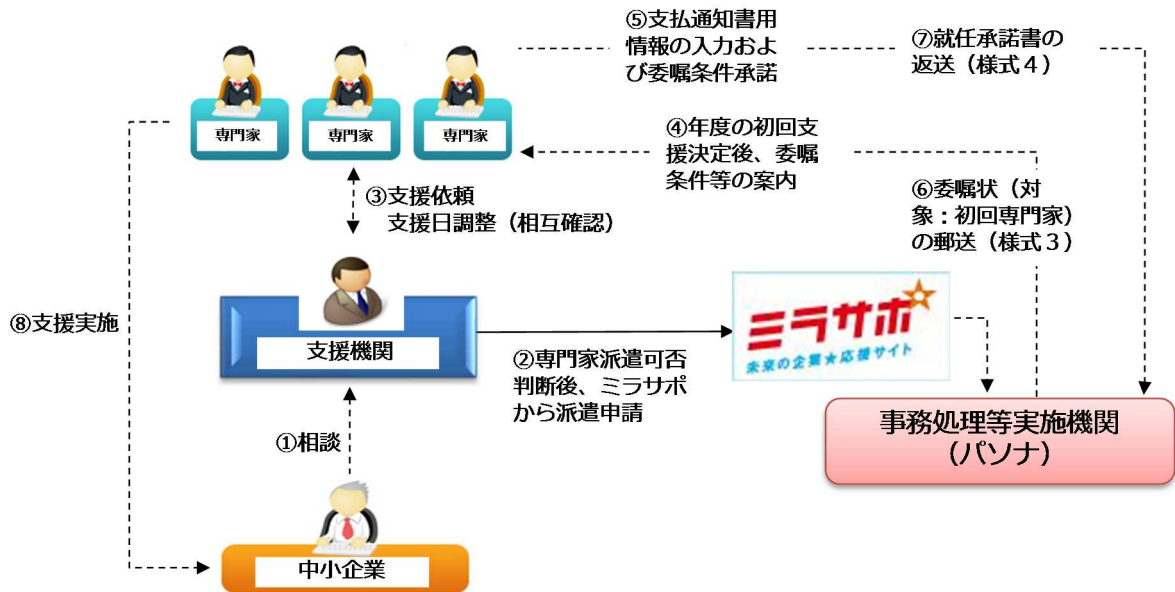 ⑤支払通知書用
情報の入力およ
び委嘱条件承諾
⑦就任承諾書の
返送（様式４）
専門家
専門家
専門家
④年度の初回支
援決定後、委嘱
条件等の案内
③支援依頼
支援日調整（相互確認）
⑥委嘱状（対
象：初回専門家）
の郵送（様式３）
⑧支援実施
支援機関
ミラサポ
未来の企業★応援サイト
②専門家派遣可否
判断後、ミラサポ
から派遣申請
①相談
事務処理等実施機関
（パソナ）
中小企業